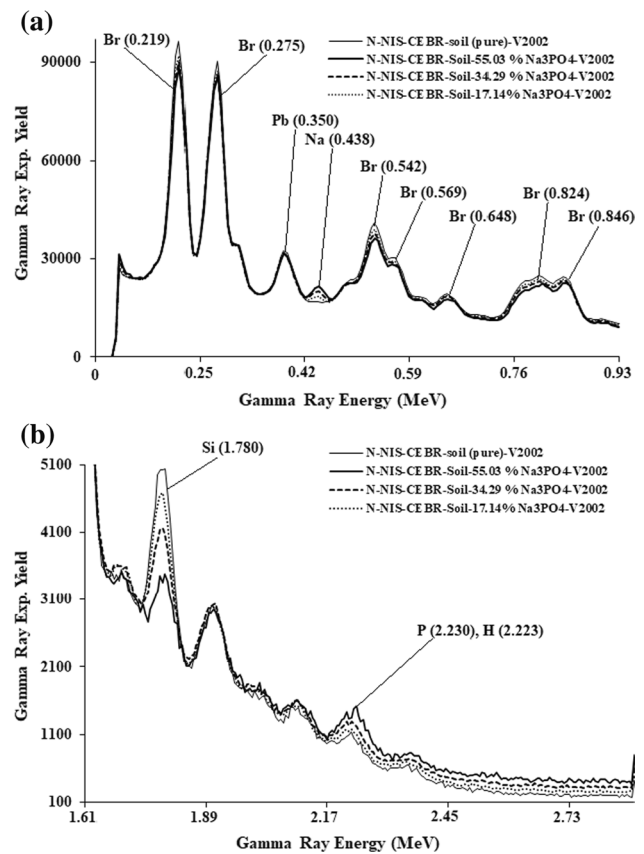 (a)
N-NIS-CEBR-soil (pure)-V2002
N-NIS-CEBR-Soil-55.03 % Na3PO4-V2002
N-NIS-CEBR-Soil-34.29 % Na3PO4-V2002
N-NIS-CEBR-Soil-17.14% Na3PO4-V2002
Br (0.219)
Br (0.275)
Pb (0.350)
Na (0.438)
Br (0.542)
Br (0.569)
Br (0.648)
Br (0.824)
Br (0.846)
Gamma Ray Exp. Yield
90000
60000
30000
0
0 0.25 0.42 0.59 0.76 0.93
Gamma Ray Energy (MeV)
(b)
Si (1.780)
N-NIS-CEBR-soil (pure)-V2002
N-NIS-CEBR-Soil-55.03 % Na3PO4-V2002
N-NIS-CEBR-Soil-34.29 % Na3PO4-V2002
N-NIS-CEBR-Soil-17.14% Na3PO4-V2002
P (2.230), H (2.223)
Gamma Ray Exp. Yield
5100
4100
3100
2100
1100
100
1.61 1.89 2.17 2.45 2.73
Gamma Ray Energy (MeV)